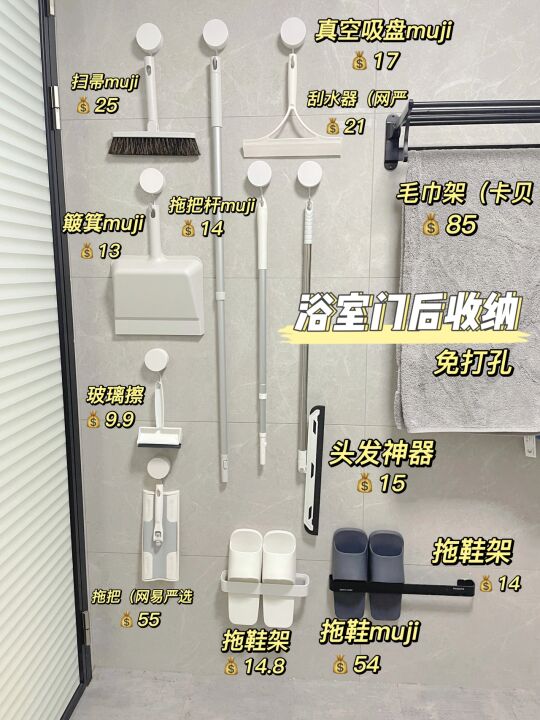 真空吸盘muji
17
扫帚muji
25
刮水器（网严
21
簸箕muji
13
拖把杆muji
14
毛巾架（卡贝
85
浴室门后收纳
免打孔
玻璃擦
9.9
头发神器
15
拖鞋架
14
拖把（网易严选
55
拖鞋架
14.8
拖鞋muji
54